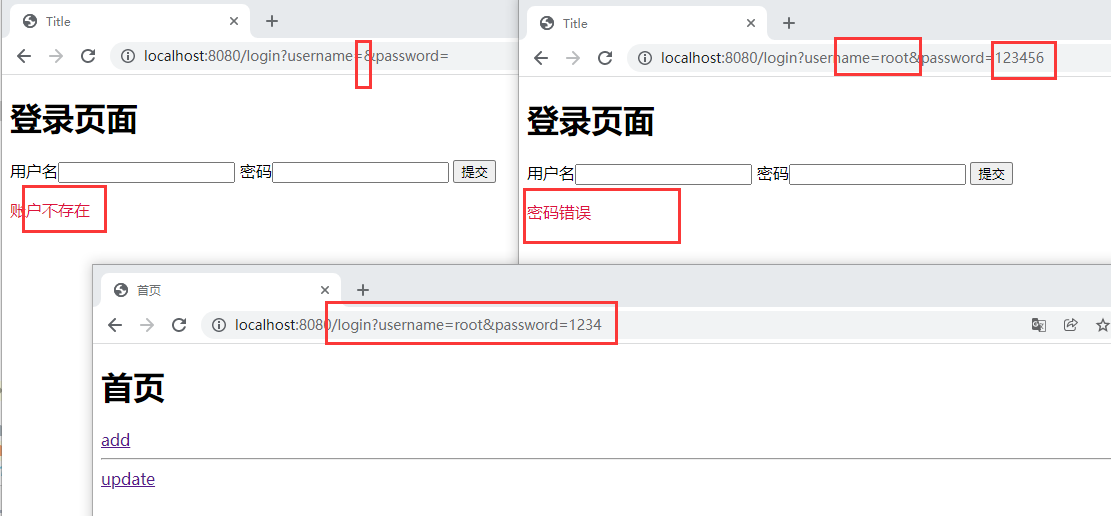 Title
localhost:8080/login?username=&password=
登录页面
用户名 密码 提交
账户不存在
Title
localhost:8080/login?username=root&password=123456
登录页面
用户名 密码 提交
密码错误
首页
localhost:8080/login?username=root&password=1234
首页
add
update